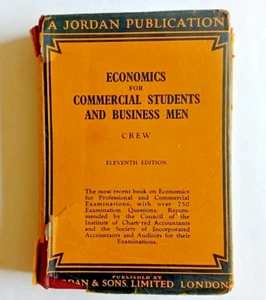 A JORDAN PUBLICATION
ECONOMICS
FOR
COMMERCIAL STUDENTS
AND BUSINESS MEN
CREW
ELEVENTH EDITION
The most recent book on Economics
for Professional and Commercial
Examinations, with over 750
Examination Questions. Recom-
mended by the Council of the
Institute of Chartered Accountants
and the Society of Incorporated
Accountants and Auditors for their
Examinations.
PUBLISHED BY
JORDAN & SONS, LIMITED LONDON